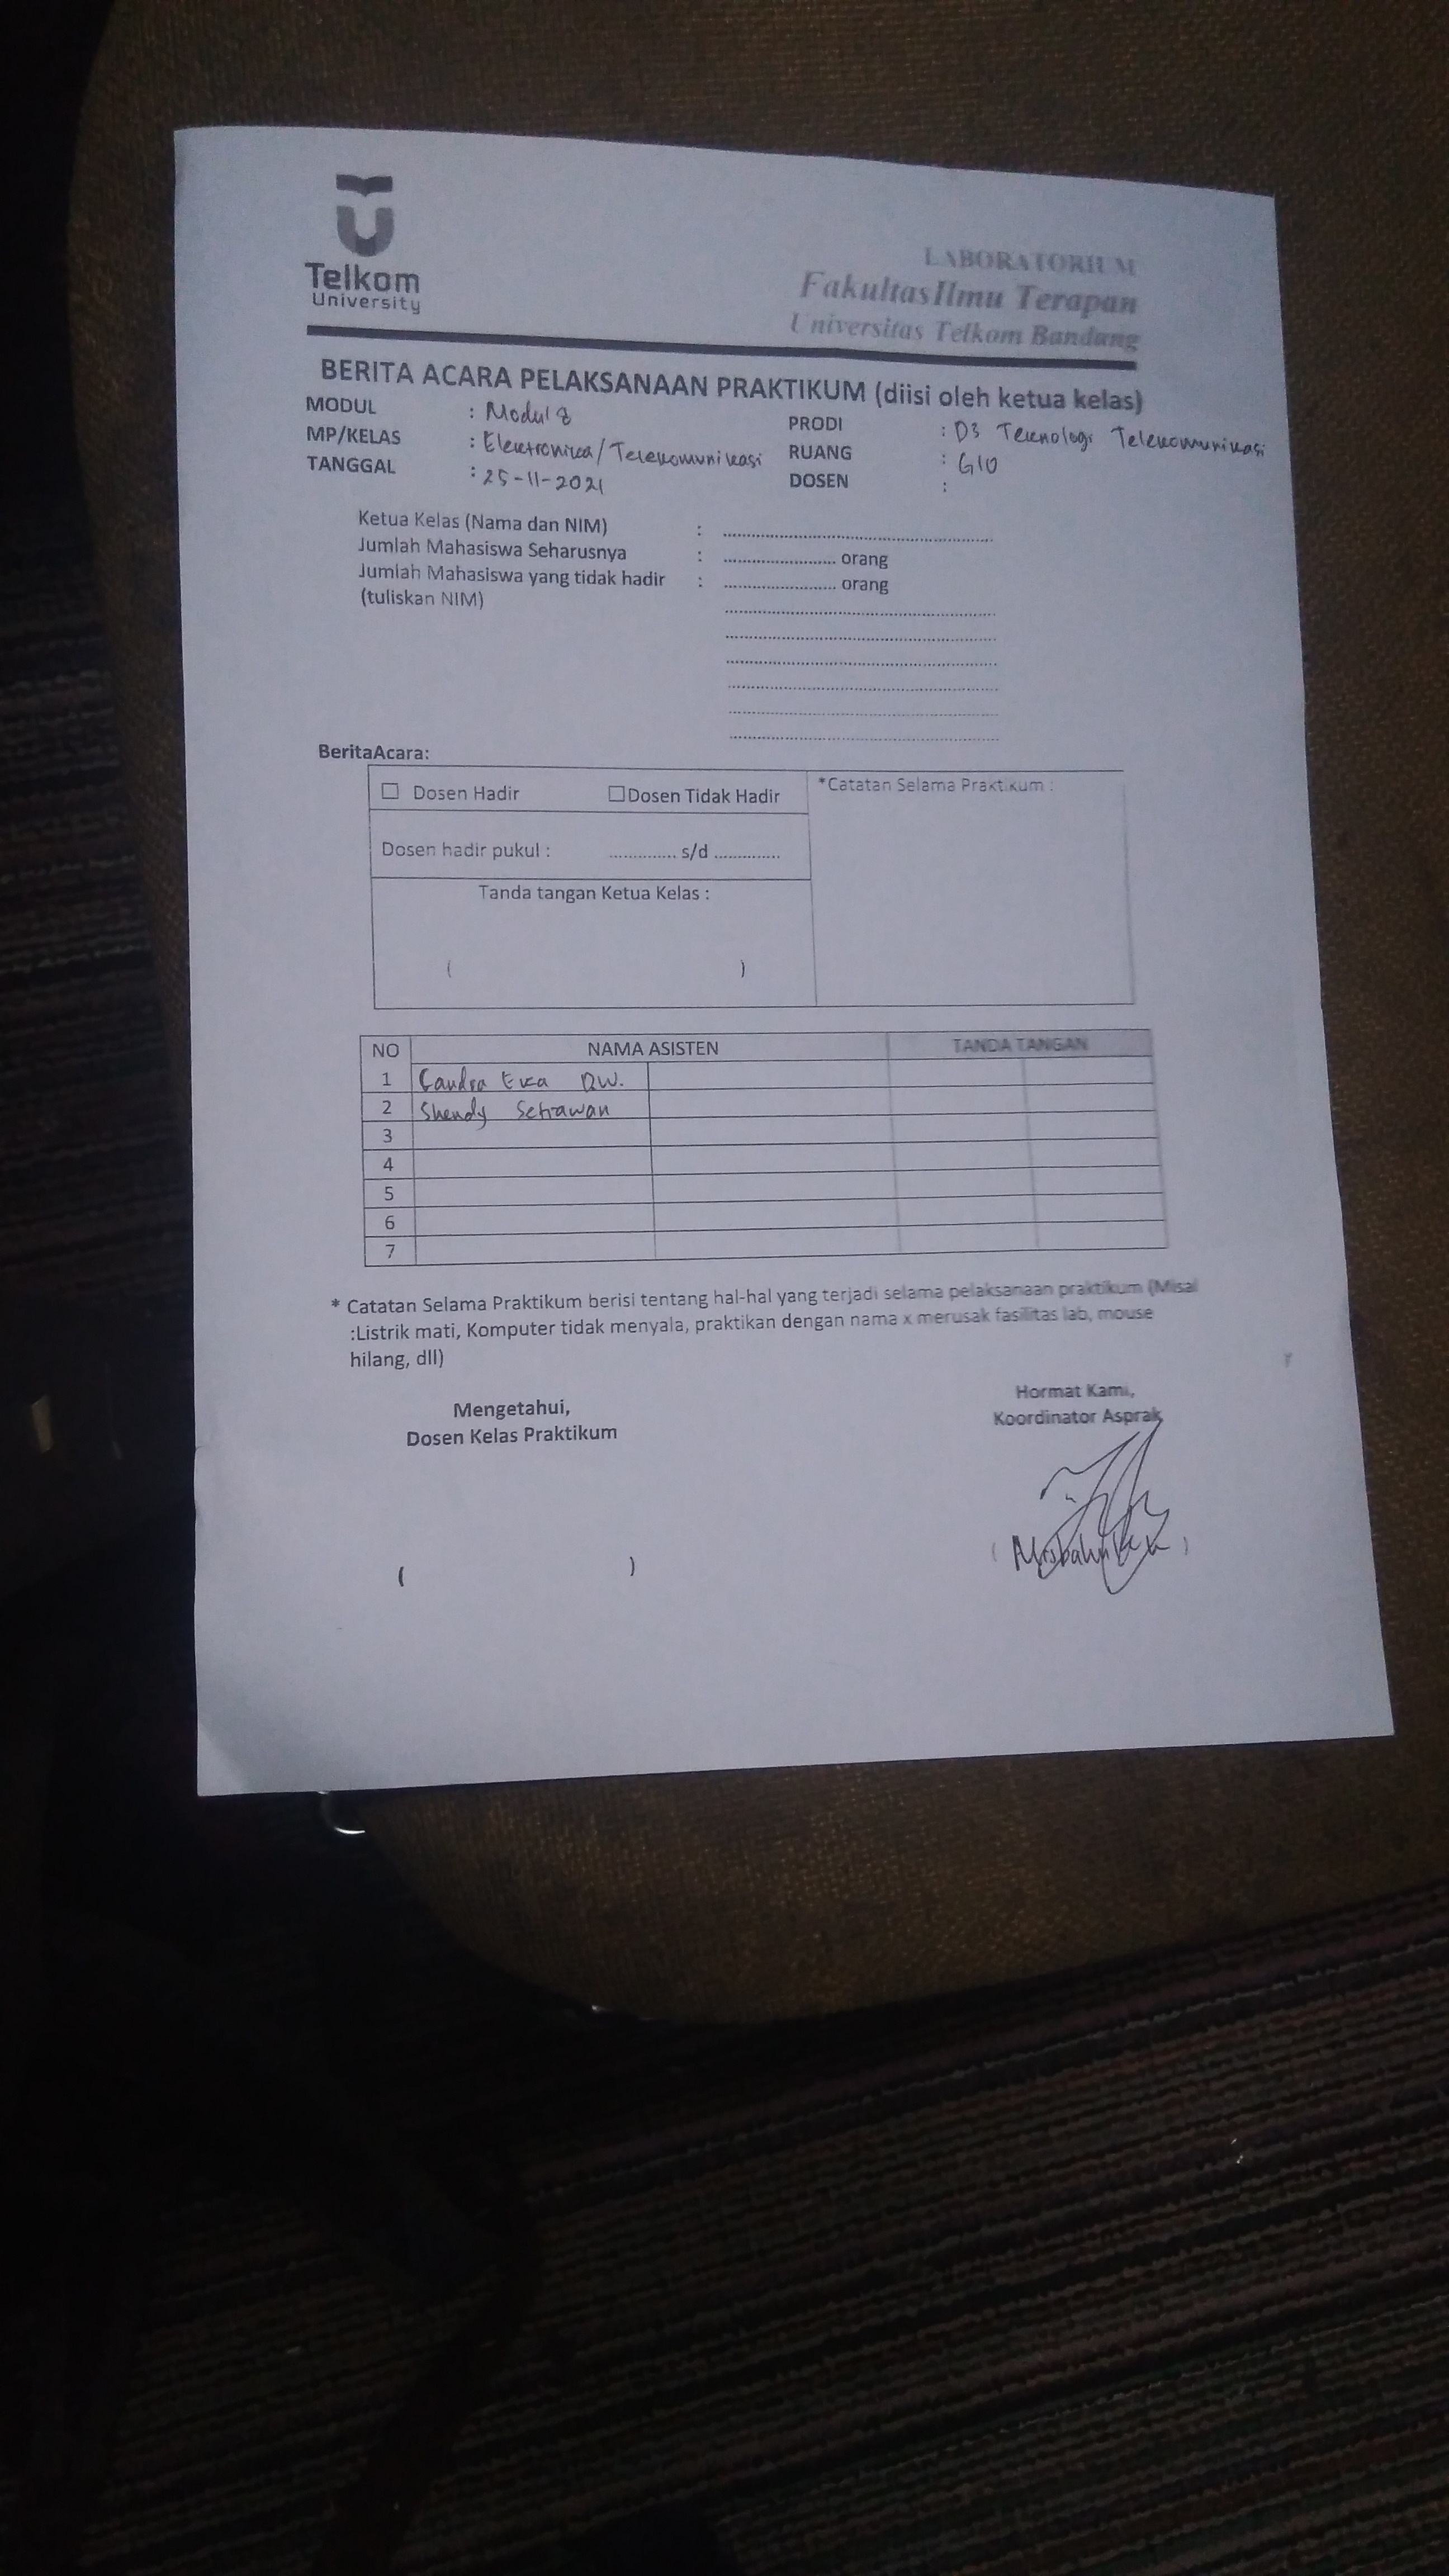 Telkom
University
LABORATORIUM
FakultasIlmu Terapan
Universitas Telkom Bandung
BERITA ACARA PELAKSANAAN PRAKTIKUM (diisi oleh ketua kelas)
MODUL : Modul 8 PRODI : D3 Teknologi Telekomunikasi
MP/KELAS : Elektronika/Telekomunikasi RUANG : G10
TANGGAL : 25-11-2021 DOSEN :
Ketua Kelas (Nama dan NIM) : ....................
Jumlah Mahasiswa Seharusnya : .................... orang
Jumlah Mahasiswa yang tidak hadir : .................... orang
(tuliskan NIM) ....................
BeritaAcara:
☐ Dosen Hadir ☐Dosen Tidak Hadir *Catatan Selama Praktikum :
Dosen hadir pukul : .............. s/d ..............
Tanda tangan Ketua Kelas :
( )
NO NAMA ASISTEN TANDA TANGAN
1 Candra Eka DW.
2 Shendy Setiawan
3
4
5
6
7
* Catatan Selama Praktikum berisi tentang hal-hal yang terjadi selama pelaksanaan praktikum (Misal
:Listrik mati, Komputer tidak menyala, praktikan dengan nama x merusak fasilitas lab, mouse
hilang, dll)
Mengetahui, Hormat Kami,
Dosen Kelas Praktikum Koordinator Asprak
( ) ( )